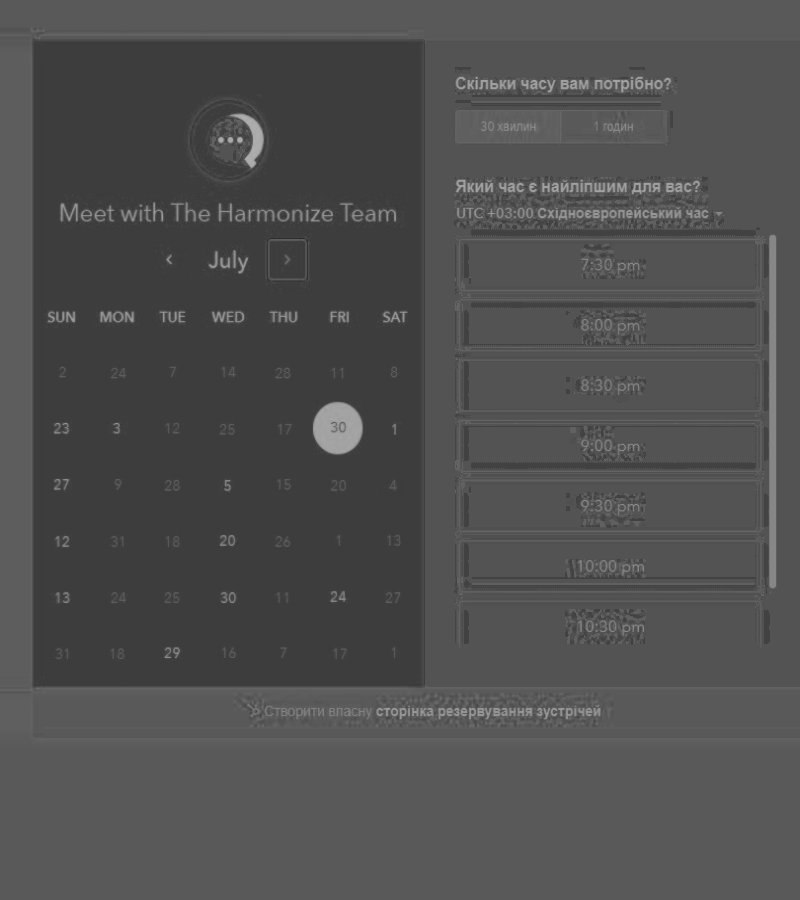 Meet with The Harmonize Team
July
SUN MON TUE WED THU FRI SAT
2 24 7 14 28 11 8
23 3 12 25 17 30 1
27 9 28 5 15 20 4
12 31 18 20 26 1 13
13 24 25 30 11 24 27
31 18 29 16 7 17 1
Скільки часу вам потрібно?
30 хвилин 1 годин
Який час є найліпшим для вас?
UTC +03:00 Східноєвропейський час
7:30 pm
8:00 pm
8:30 pm
9:00 pm
9:30 pm
10:00 pm
10:30 pm
Створити власну сторінка резервування зустрічей